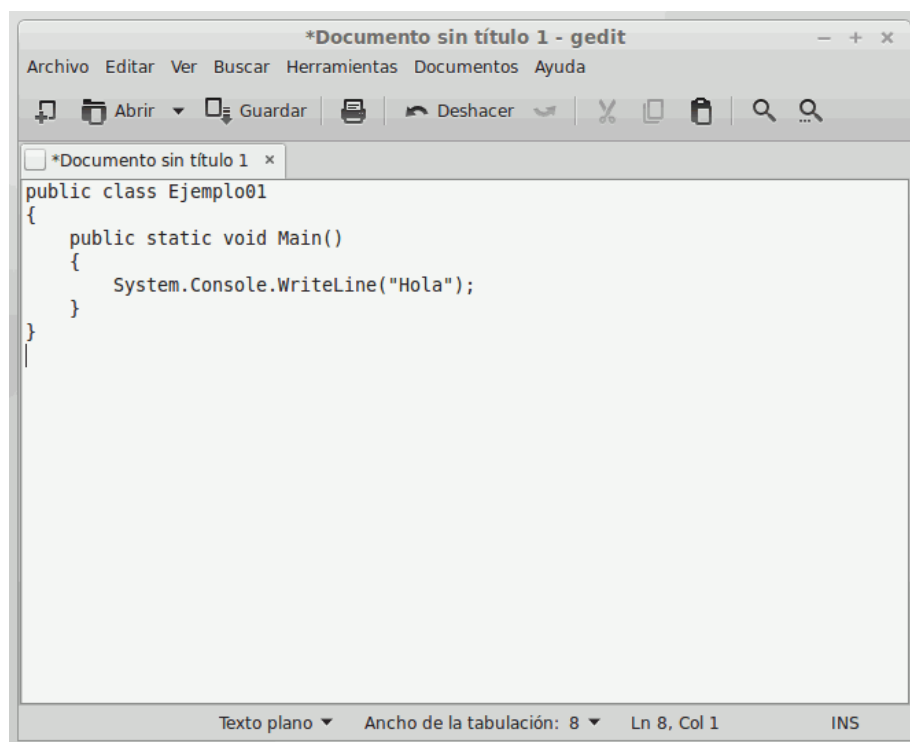 *Documento sin título 1 - gedit
Archivo Editar Ver Buscar Herramientas Documentos Ayuda
Abrir Guardar Deshacer
*Documento sin título 1
public class Ejemplo01
{
    public static void Main()
    {
        System.Console.WriteLine("Hola");
    }
}
Texto plano Ancho de la tabulación: 8 Ln 8, Col 1 INS